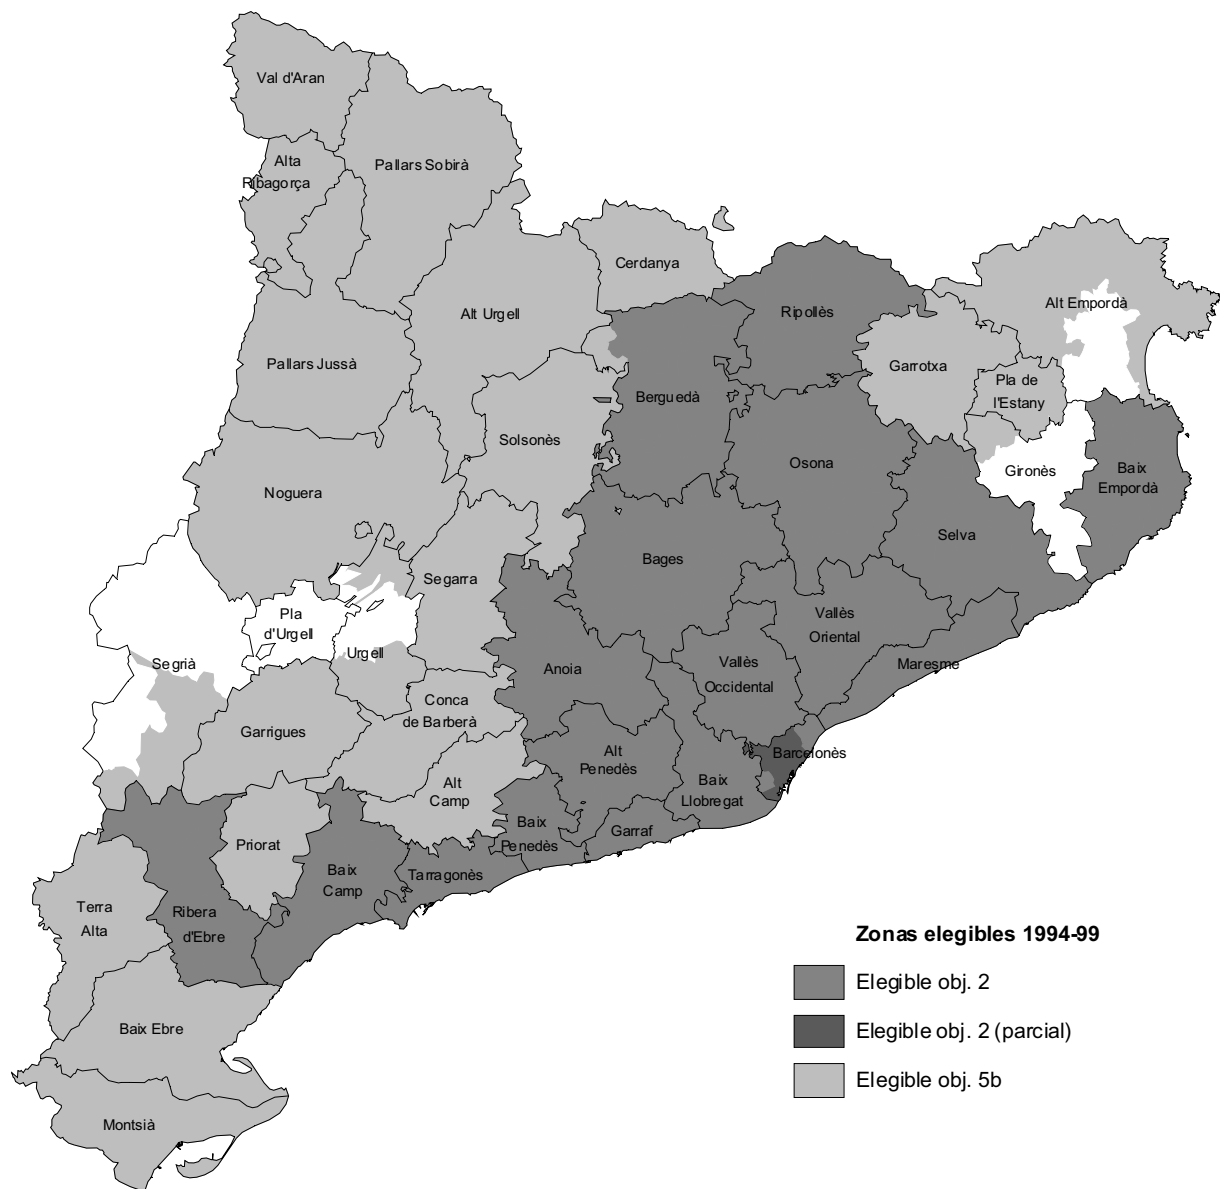 Val d'Aran
Alta
Ribagorça
Pallars Sobirà
Cerdanya
Alt Urgell
Ripollès
Alt Empordà
Pallars Jussà
Garrotxa
Pla de
l'Estany
Berguedà
Solsonès
Osona
Gironès
Baix
Empordà
Noguera
Selva
Bages
Segarra
Pla
d'Urgell
Vallès
Oriental
Segrià
Urgell
Anoia
Vallès
Occidental
Maresme
Conca
de Barberà
Garrigues
Alt
Penedès
Barcelonès
Alt
Camp
Baix
Llobregat
Baix
Penedès
Garraf
Priorat
Baix
Camp
Tarragonès
Terra
Alta
Ribera
d'Ebre
Baix Ebre
Montsià
Zonas elegibles 1994-99
Elegible obj. 2
Elegible obj. 2 (parcial)
Elegible obj. 5b